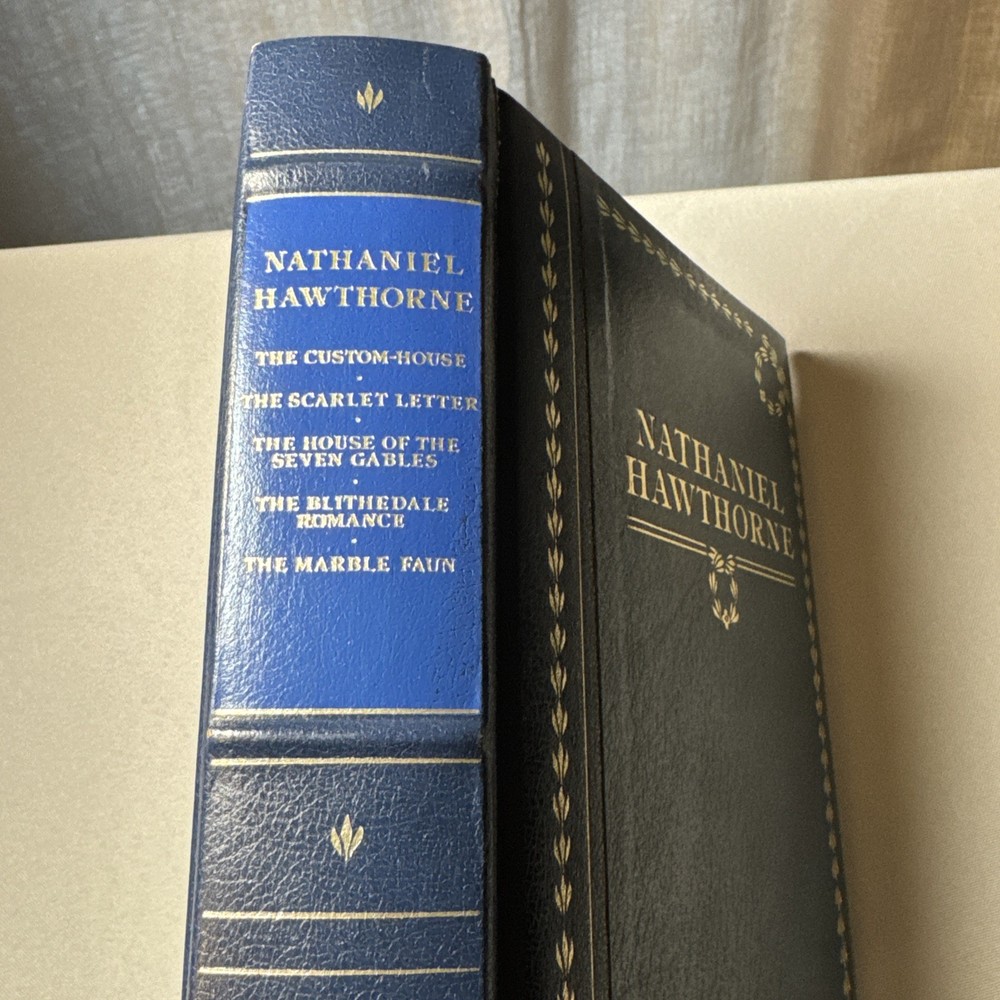 NATHANIEL
HAWTHORNE
THE CUSTOM-HOUSE
THE SCARLET LETTER
THE HOUSE OF THE
SEVEN GABLES
THE BLITHEDALE
ROMANCE
THE MARBLE FAUN
NATHANIEL
HAWTHORNE